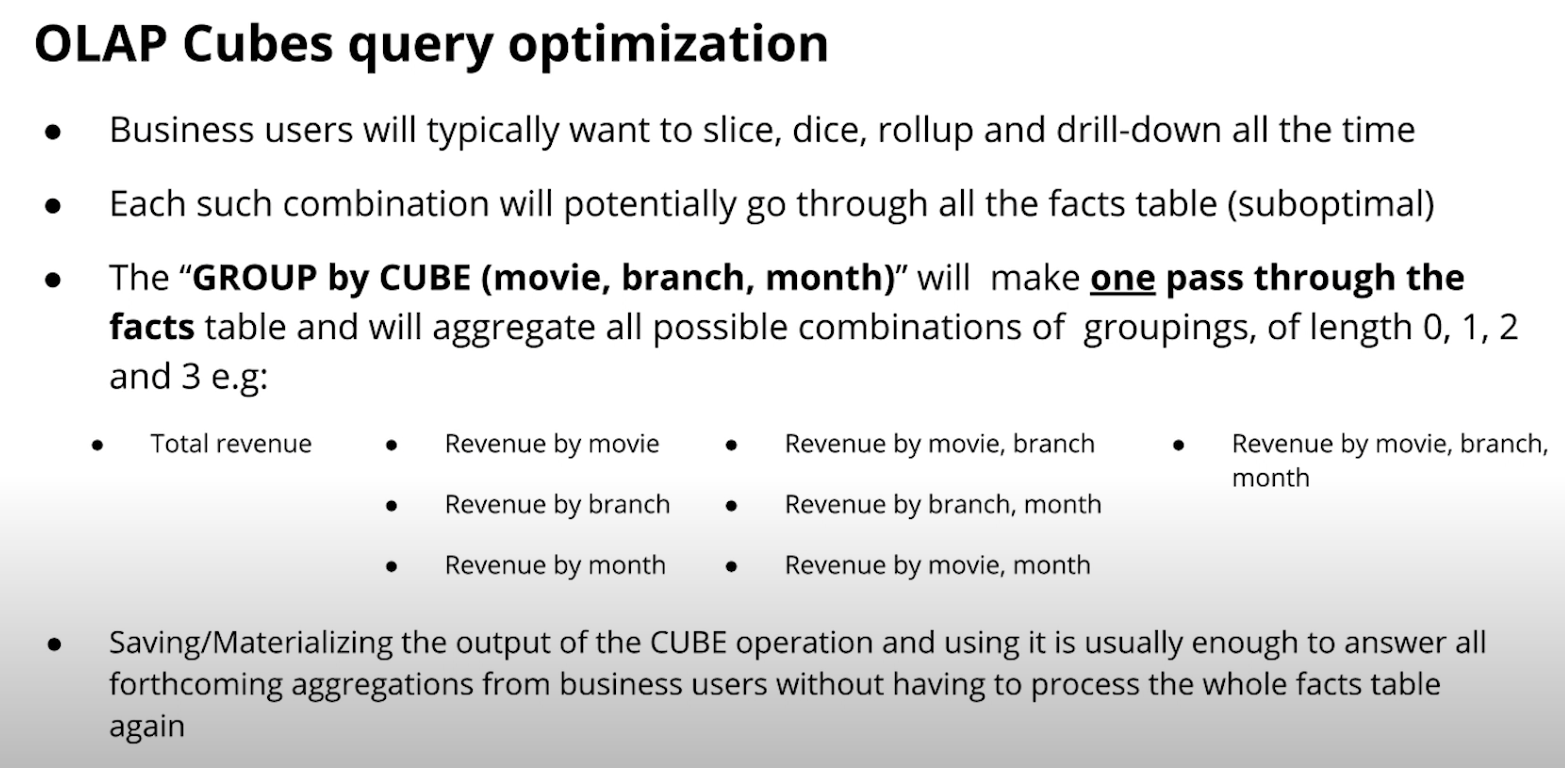 OLAP Cubes query optimization
● Business users will typically want to slice, dice, rollup and drill-down all the time
● Each such combination will potentially go through all the facts table (suboptimal)
● The “GROUP by CUBE (movie, branch, month)” will make one pass through the
facts table and will aggregate all possible combinations of groupings, of length 0, 1, 2
and 3 e.g:
● Total revenue
● Revenue by movie
● Revenue by branch
● Revenue by month
● Revenue by movie, branch
● Revenue by branch, month
● Revenue by movie, month
● Revenue by movie, branch,
month
● Saving/Materializing the output of the CUBE operation and using it is usually enough to answer all
forthcoming aggregations from business users without having to process the whole facts table
again